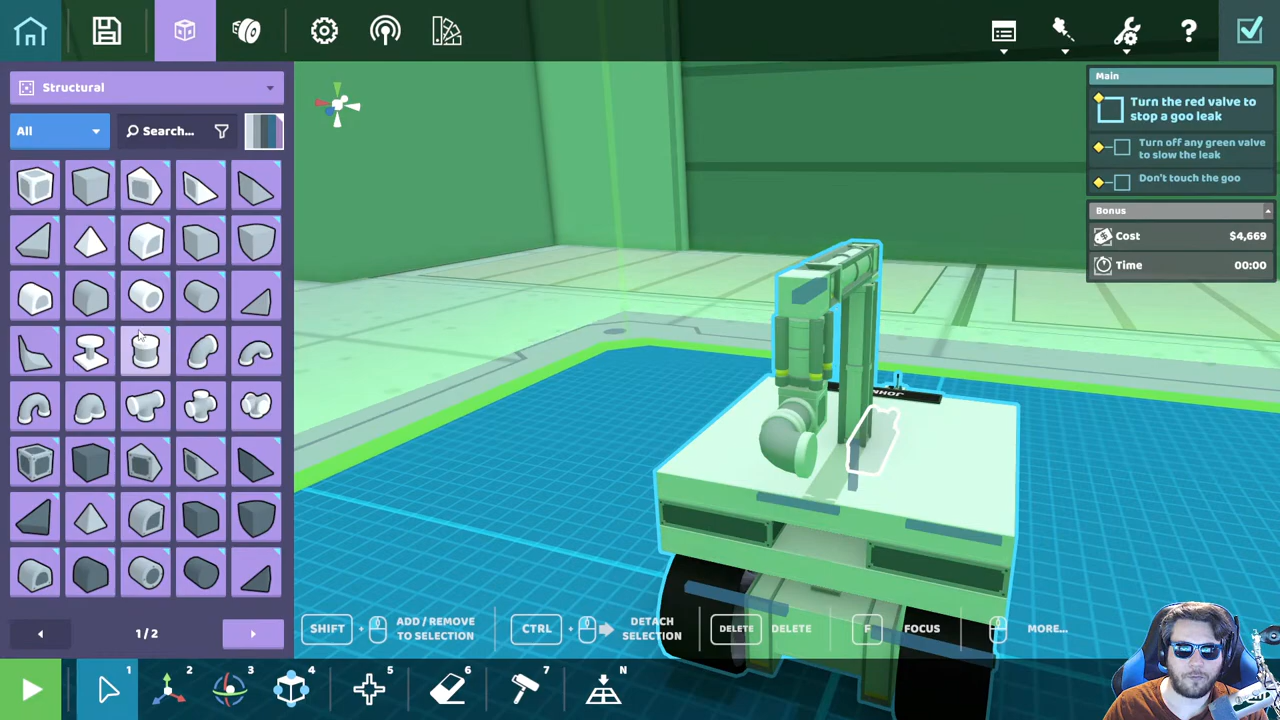 Structural
All
Search...
1/2
Main
Turn the red valve to
stop a goo leak
Turn off any green valve
to slow the leak
Don't touch the goo
Bonus
Cost $4,669
Time 00:00
SHIFT + ADD / REMOVE
TO SELECTION
CTRL + DETACH
SELECTION
DELETE DELETE
F FOCUS
MORE...
1
2
3
4
5
6
7
N